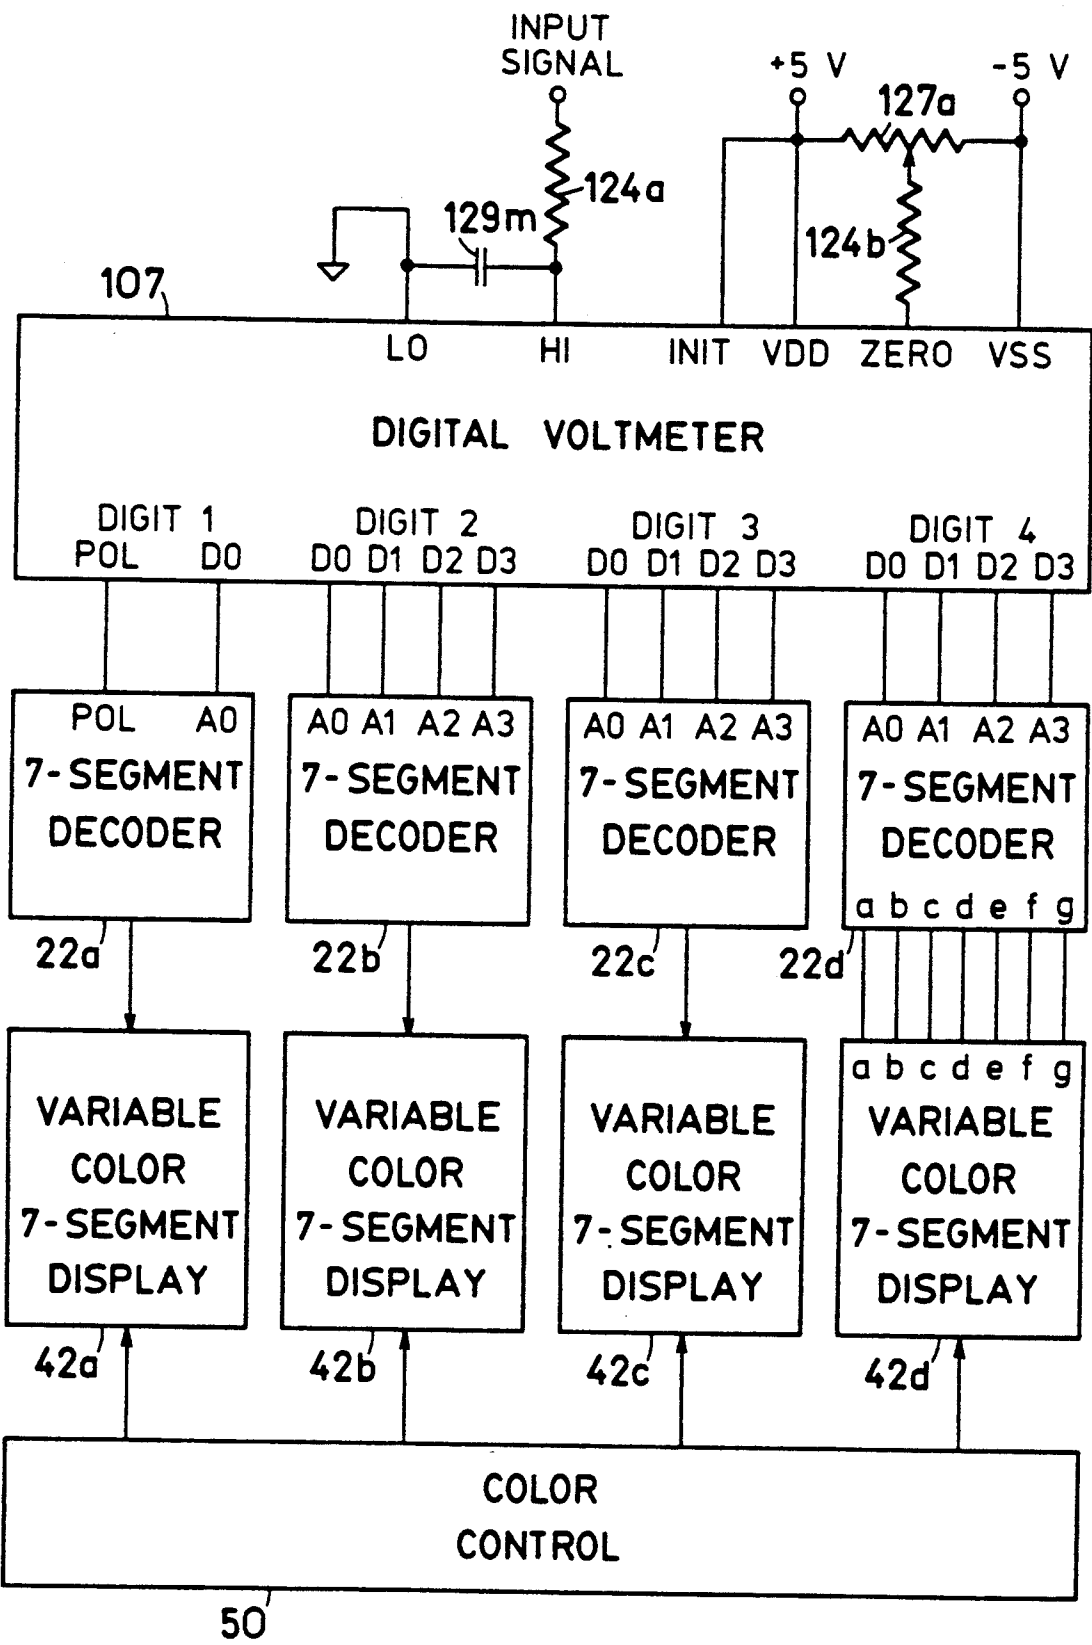 INPUT
SIGNAL
+5 V
-5 V
127a
124a
129m
124b
107
LO HI INIT VDD ZERO VSS
DIGITAL VOLTMETER
DIGIT 1 DIGIT 2 DIGIT 3 DIGIT 4
POL D0 D0 D1 D2 D3 D0 D1 D2 D3 D0 D1 D2 D3
POL A0 A0 A1 A2 A3 A0 A1 A2 A3 A0 A1 A2 A3
7-SEGMENT 7-SEGMENT 7-SEGMENT 7-SEGMENT
DECODER DECODER DECODER DECODER
a b c d e f g
22a 22b 22c 22d
a b c d e f g
VARIABLE VARIABLE VARIABLE VARIABLE
COLOR COLOR COLOR COLOR
7-SEGMENT 7-SEGMENT 7-SEGMENT 7-SEGMENT
DISPLAY DISPLAY DISPLAY DISPLAY
42a 42b 42c 42d
COLOR
CONTROL
50